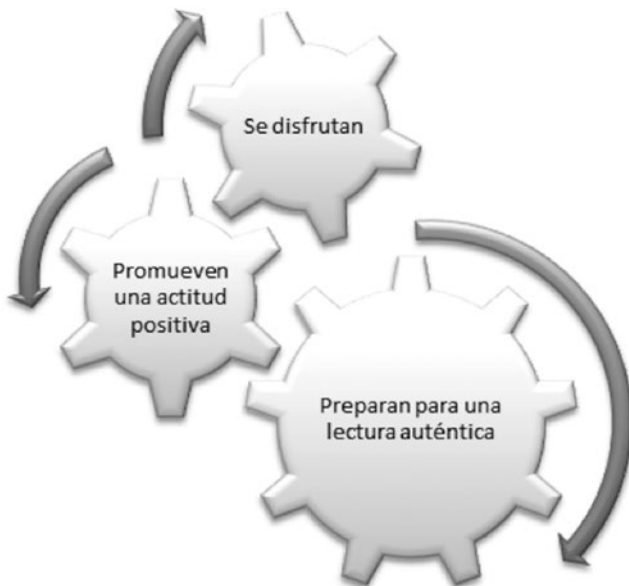 Se disfrutan
Promueven
una actitud
positiva
Preparan para una
lectura auténtica